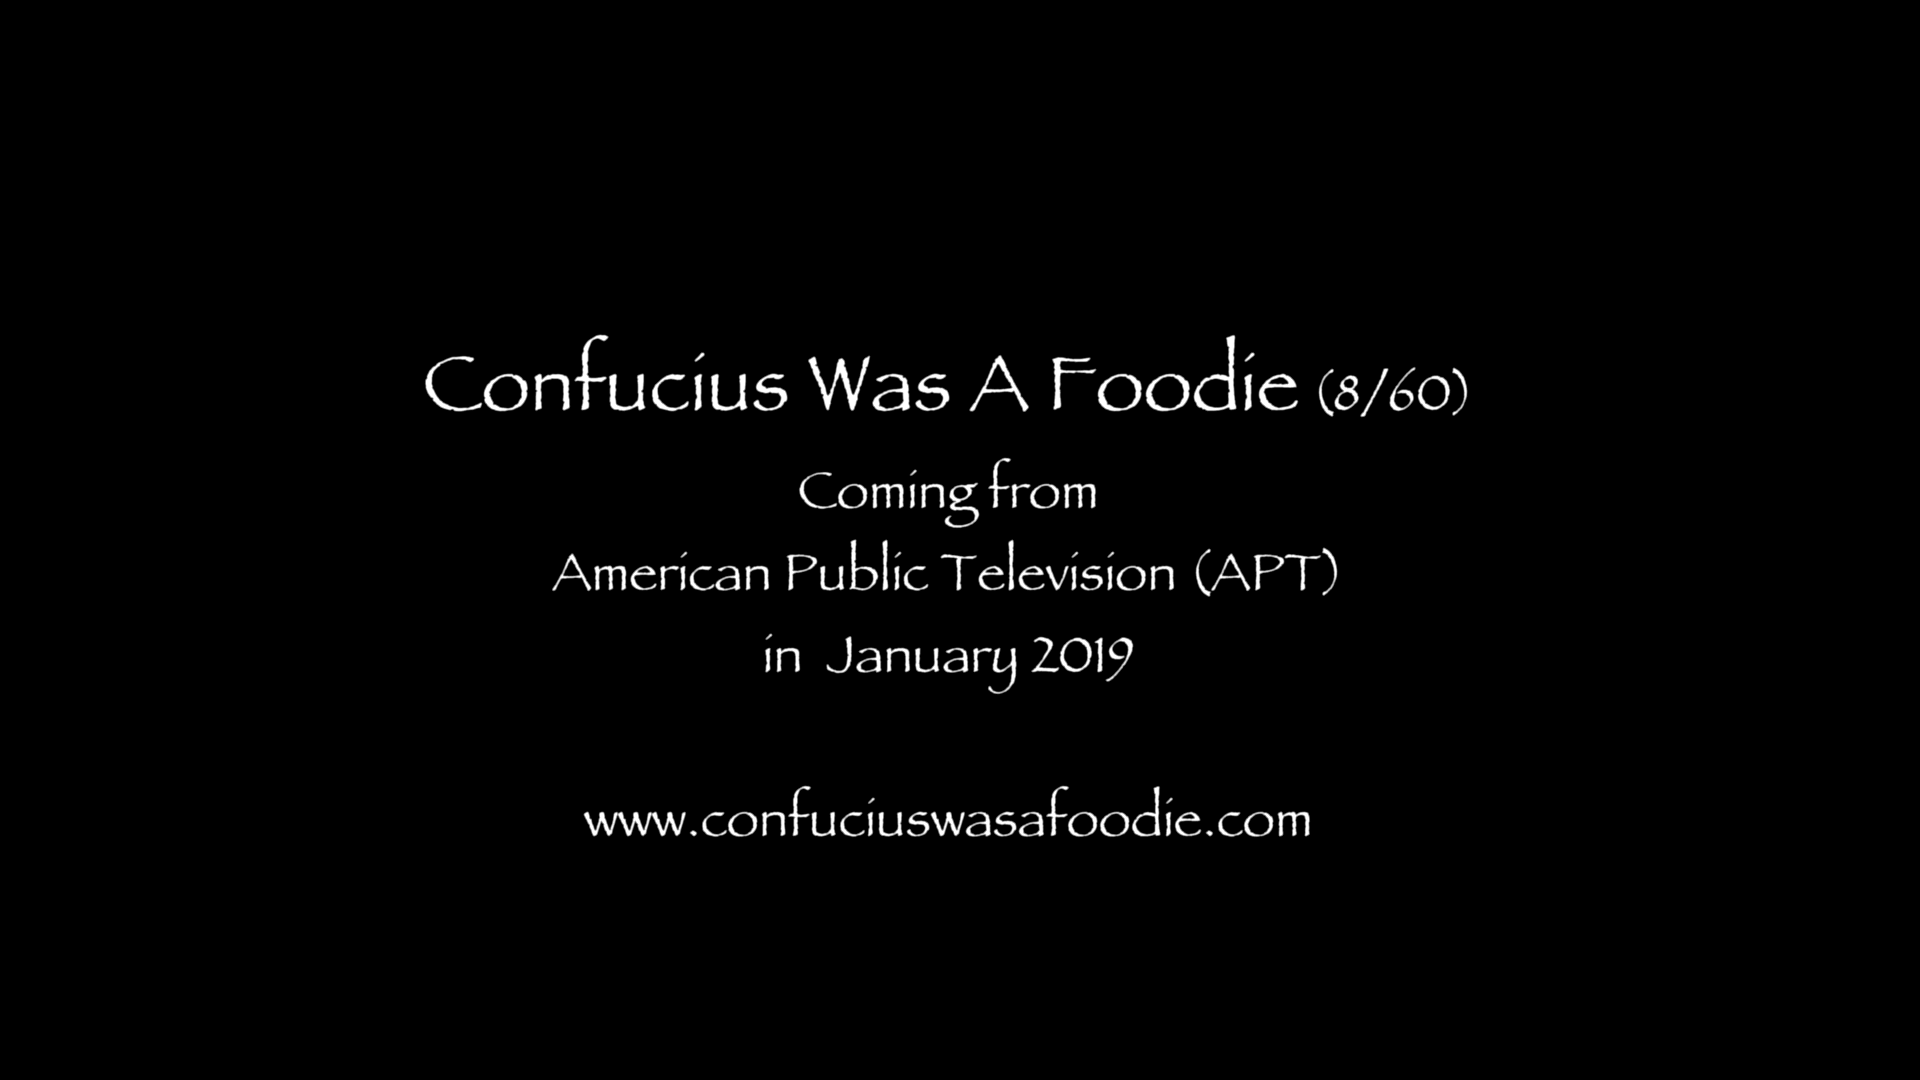 Confucius Was A Foodie (8/60)
Coming from
American Public Television (APT)
in January 2019
www.confuciuswasafoodie.com